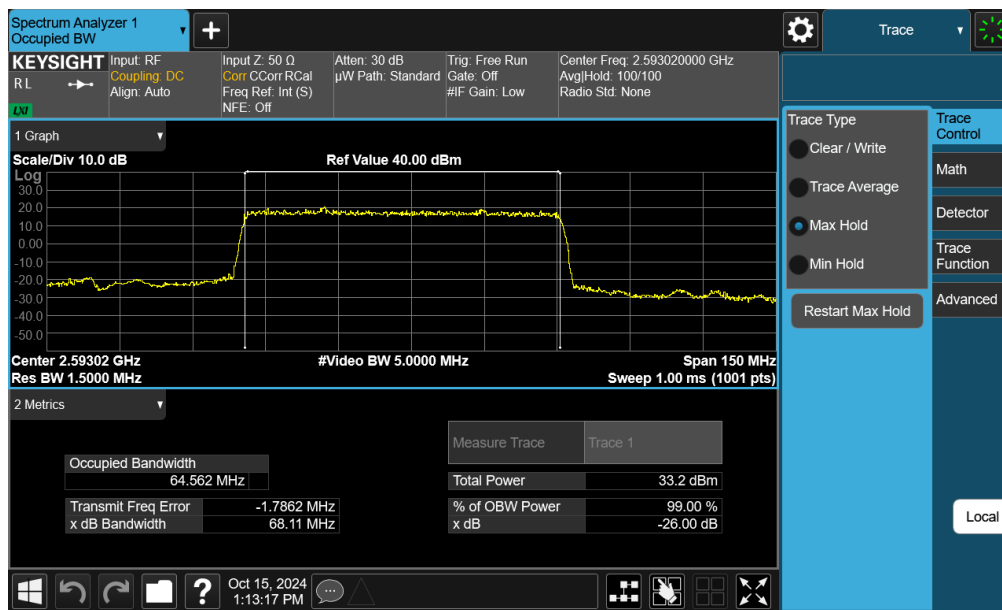 Spectrum Analyzer 1
Occupied BW
+
Trace
KEYSIGHT
R L
LXI
Input: RF
Coupling: DC
Align: Auto
Input Z: 50 Ω
Corr CCorr RCal
Freq Ref: Int (S)
NFE: Off
Atten: 30 dB
µW Path: Standard
Trig: Free Run
Gate: Off
#IF Gain: Low
Center Freq: 2.593020000 GHz
Avg|Hold: 100/100
Radio Std: None
1 Graph
Scale/Div 10.0 dB
Ref Value 40.00 dBm
Log
30.0
20.0
10.0
0.00
-10.0
-20.0
-30.0
-40.0
-50.0
Center 2.59302 GHz
#Video BW 5.0000 MHz
Span 150 MHz
Res BW 1.5000 MHz
Sweep 1.00 ms (1001 pts)
2 Metrics
Measure Trace
Trace 1
Occupied Bandwidth
64.562 MHz
Total Power
33.2 dBm
Transmit Freq Error
-1.7862 MHz
% of OBW Power
99.00 %
x dB Bandwidth
68.11 MHz
x dB
-26.00 dB
Trace Type
Clear / Write
Trace Average
Max Hold
Min Hold
Restart Max Hold
Trace
Control
Math
Detector
Trace
Function
Advanced
Local
?
Oct 15, 2024
1:13:17 PM